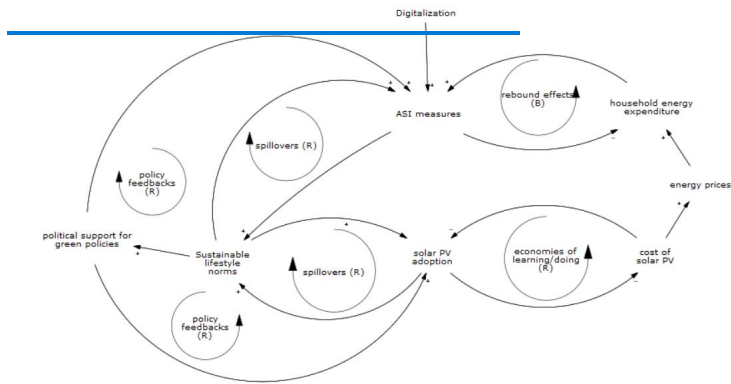 Digitalization
rebound effects
(B)
household energy
expenditure
ASI measures
spillovers (R)
policy
feedbacks
(R)
energy prices
political support for
green policies
Sustainable
lifestyle
norms
spillovers (R)
solar PV
adoption
economies of
learning/doing
(R)
cost of
solar PV
policy
feedbacks
(R)